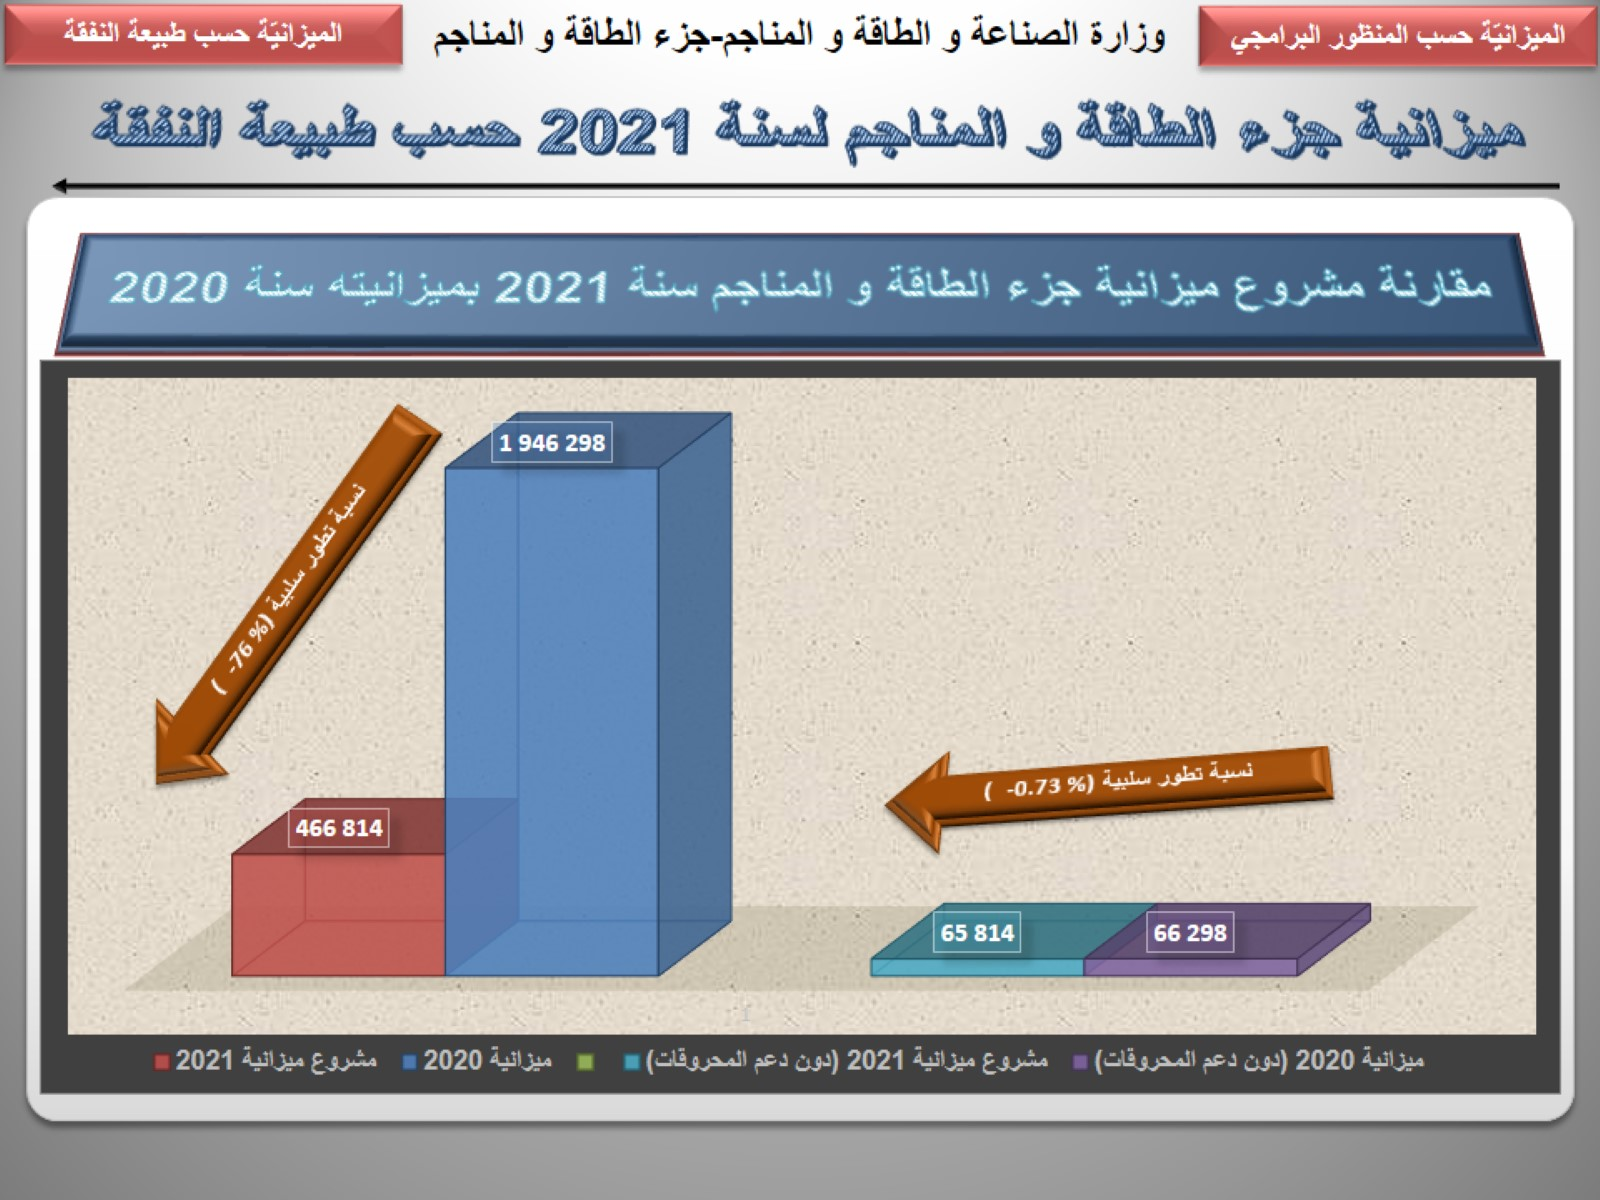 الميزانيّة حسب المنظور البرامجي
وزارة الصناعة و الطاقة و المناجم-جزء الطاقة و المناجم
الميزانيّة حسب طبيعة النفقة
ميزانية جزء الطاقة و المناجم لسنة 2021 حسب طبيعة النفقة
مقارنة مشروع ميزانية جزء الطاقة و المناجم سنة 2021 بميزانيته سنة 2020
1 946 298
نسبة تطور سلبية (% 76- )
466 814
نسبة تطور سلبية (% 0.73- )
65 814
66 298
1
مشروع ميزانية 2021
ميزانية 2020
مشروع ميزانية 2021 (دون دعم المحروقات)
ميزانية 2020 (دون دعم المحروقات)